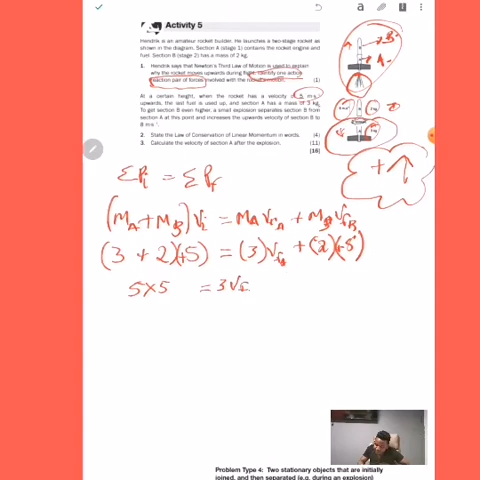 Activity 5
Hendrik is an amateur rocket builder. He launches a two-stage rocket as
shown in the diagram. Section A (stage 1) contains the rocket engine and
fuel. Section B (stage 2) has a mass of 2 kg.
1. Hendrik says that Newton's Third Law of Motion is used to explain
why the rocket moves upwards during flight. Identify one action
reaction pair of forces involved with the rocket's motion. (1)
At a certain height, when the rocket has a velocity of 5 m·s
upwards, the last fuel is used up, and section A has a mass of 3 kg.
To get section B even higher, a small explosion separates section B from
section A at this point and increases the upwards velocity of section B to
8 m·s⁻¹.
2. State the Law of Conservation of Linear Momentum in words. (4)
3. Calculate the velocity of section A after the explosion. (11)
[16]
B
A
+
ΣPi = ΣPf
(MA + MB)Vi = MA VfA + MB VfB
(3 + 2)(+5) = (3)VfA + (2)(+5)
5×5 = 3Vf
Problem Type 4: Two stationary objects that are initially
joined, and then separated (e.g. during an explosion)